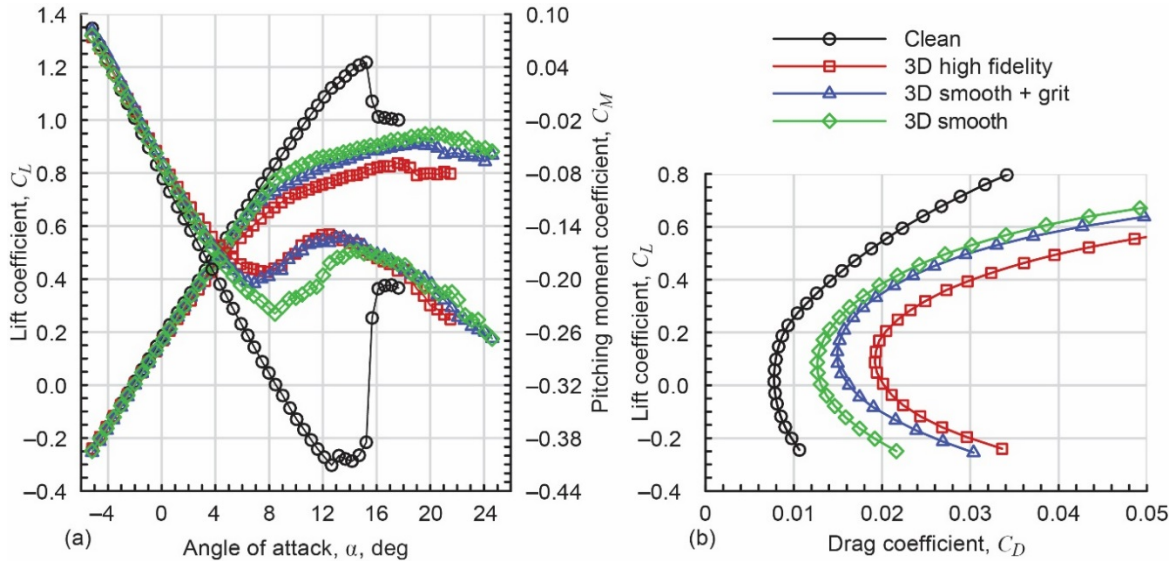 1.4
1.2
1.0
0.8
0.6
0.4
0.2
0.0
−0.2
−0.4
Lift coefficient, C_L
0.10
0.04
−0.02
−0.08
−0.14
−0.20
−0.26
−0.32
−0.38
−0.44
Pitching moment coefficient, C_M
−4 0 4 8 12 16 20 24
(a) Angle of attack, α, deg
Clean
3D high fidelity
3D smooth + grit
3D smooth
0.8
0.6
0.4
0.2
0.0
−0.2
−0.4
Lift coefficient, C_L
0 0.01 0.02 0.03 0.04 0.05
(b) Drag coefficient, C_D